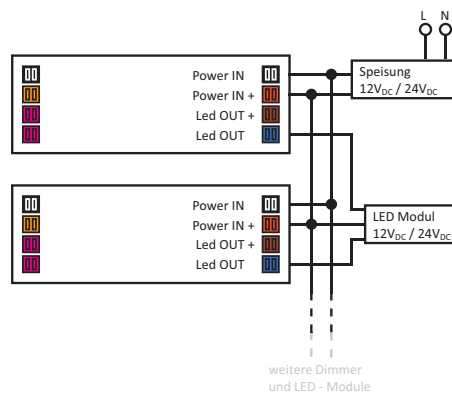 L N
Power IN
Power IN +
Led OUT +
Led OUT
Speisung
12VDC / 24VDC
Power IN
Power IN +
Led OUT +
Led OUT
LED Modul
12VDC / 24VDC
weitere Dimmer
und LED - Module